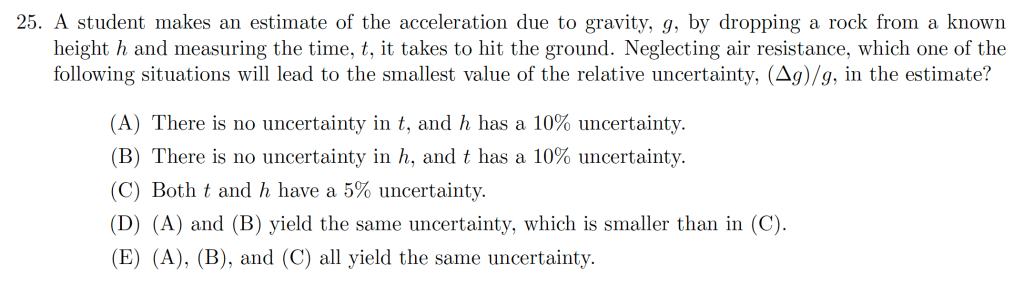 25. A student makes an estimate of the acceleration due to gravity, g, by dropping a rock from a known
height h and measuring the time, t, it takes to hit the ground. Neglecting air resistance, which one of the
following situations will lead to the smallest value of the relative uncertainty, (Δg)/g, in the estimate?
(A) There is no uncertainty in t, and h has a 10% uncertainty.
(B) There is no uncertainty in h, and t has a 10% uncertainty.
(C) Both t and h have a 5% uncertainty.
(D) (A) and (B) yield the same uncertainty, which is smaller than in (C).
(E) (A), (B), and (C) all yield the same uncertainty.